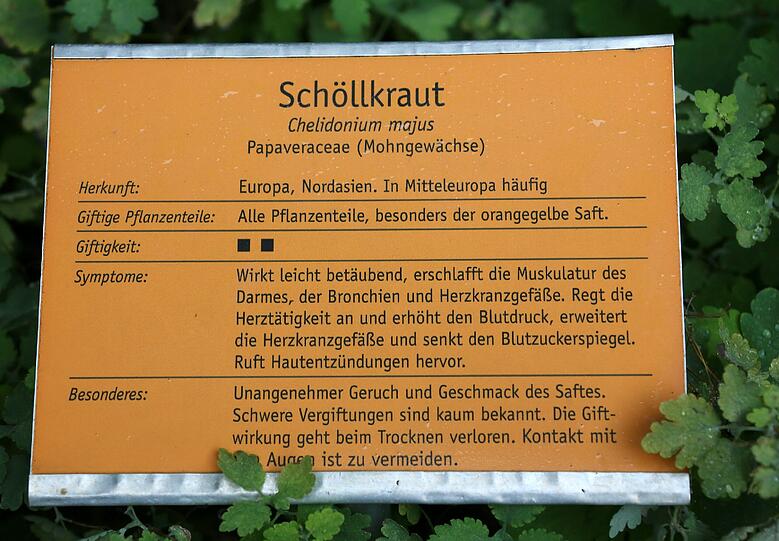 Schöllkraut
Chelidonium majus
Papaveraceae (Mohngewächse)
Herkunft: Europa, Nordasien. In Mitteleuropa häufig
Giftige Pflanzenteile: Alle Pflanzenteile, besonders der orangegelbe Saft.
Giftigkeit: ■ ■
Symptome: Wirkt leicht betäubend, erschlafft die Muskulatur des
Darmes, der Bronchien und Herzkranzgefäße. Regt die
Herztätigkeit an und erhöht den Blutdruck, erweitert
die Herzkranzgefäße und senkt den Blutzuckerspiegel.
Ruft Hautentzündungen hervor.
Besonderes: Unangenehmer Geruch und Geschmack des Saftes.
Schwere Vergiftungen sind kaum bekannt. Die Gift-
wirkung geht beim Trocknen verloren. Kontakt mit
Augen ist zu vermeiden.